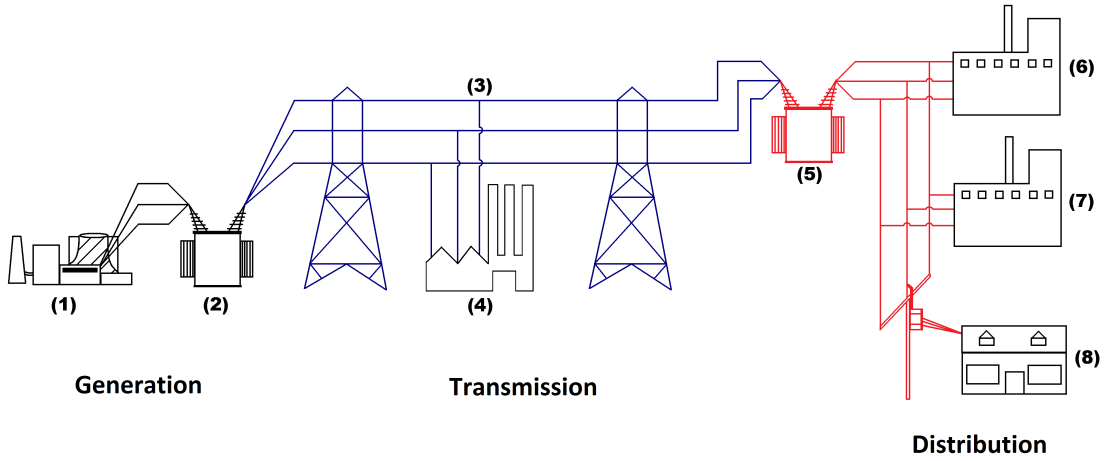 (6)
(3)
(5)
(7)
(1)
(2)
(4)
(8)
Generation
Transmission
Distribution